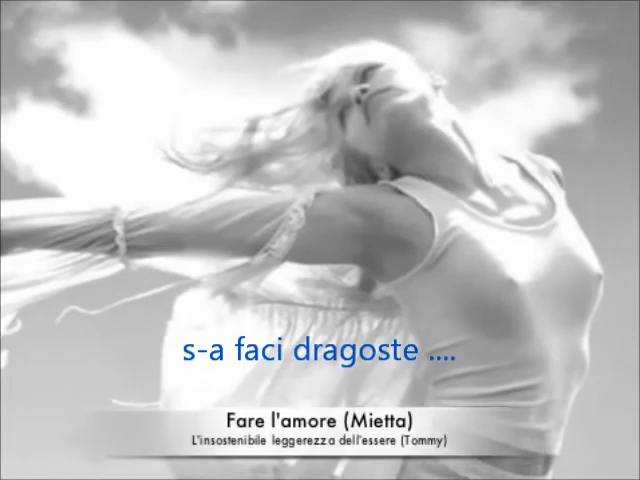 s-a faci dragoste ....
Fare l'amore (Mietta)
L'insostenibile leggerezza dell'essere (Tommy)